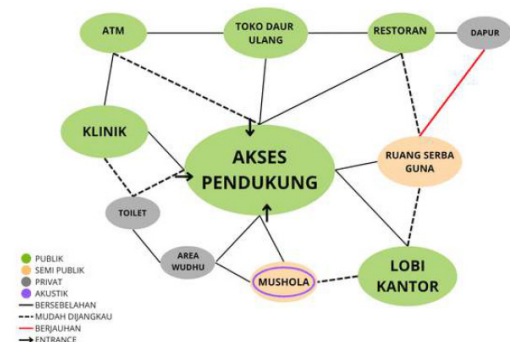 ATM
TOKO DAUR
ULANG
RESTORAN
DAPUR
KLINIK
AKSES
PENDUKUNG
RUANG SERBA
GUNA
TOILET
AREA
WUDHU
MUSHOLA
LOBI
KANTOR
PUBLIK
SEMI PUBLIK
PRIVAT
AKUSTIK
BERSEBELAHAN
MUDAH DIJANGKAU
BERJAUHAN
ENTRANCE